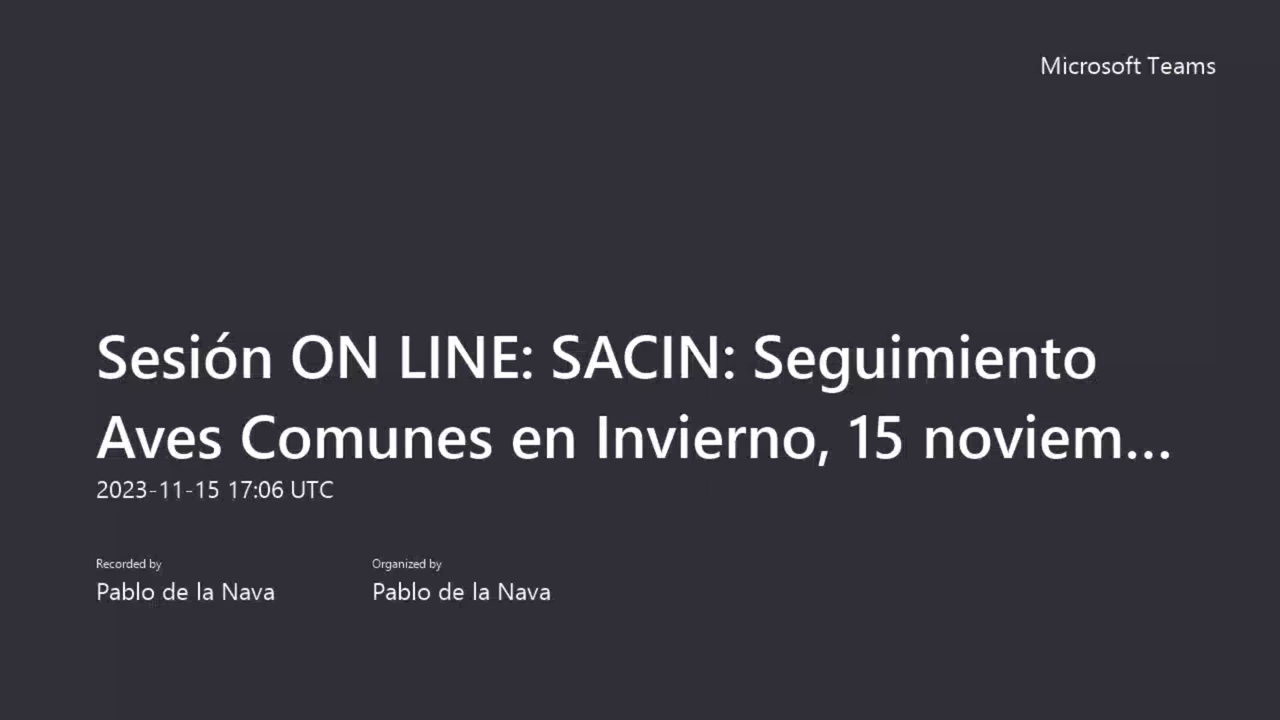 Microsoft Teams
Sesión ON LINE: SACIN: Seguimiento
Aves Comunes en Invierno, 15 noviem...
2023-11-15 17:06 UTC
Recorded by
Organized by
Pablo de la Nava
Pablo de la Nava